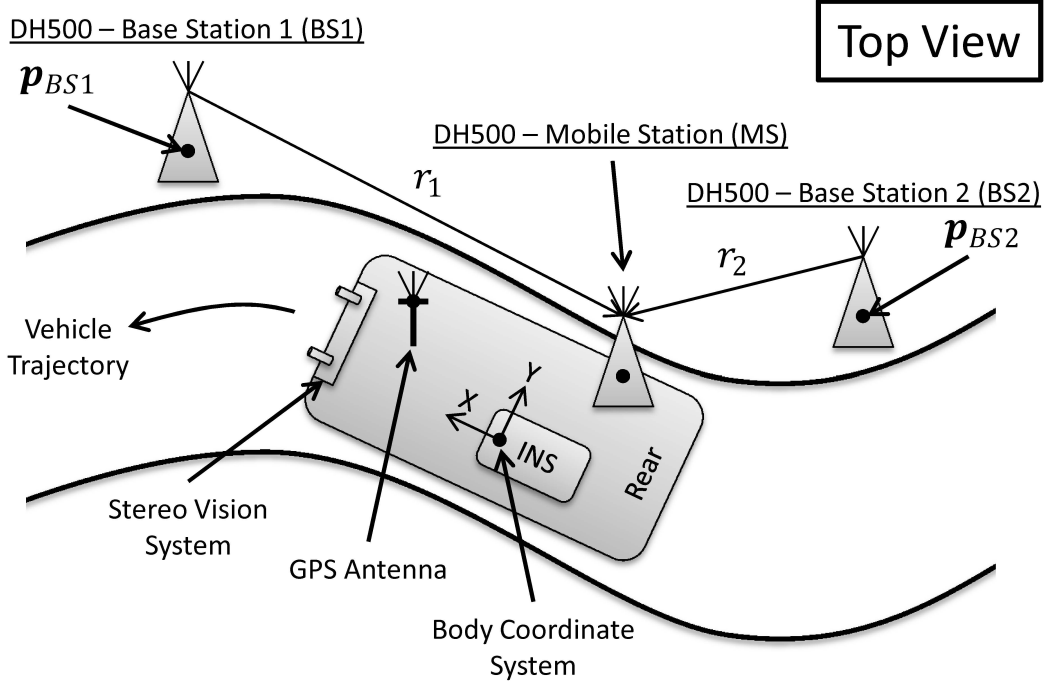 DH500 – Base Station 1 (BS1)
Top View
p_BS1
DH500 – Mobile Station (MS)
r_1
DH500 – Base Station 2 (BS2)
p_BS2
r_2
Vehicle
Trajectory
X
Y
INS
Rear
Stereo Vision
System
GPS Antenna
Body Coordinate
System